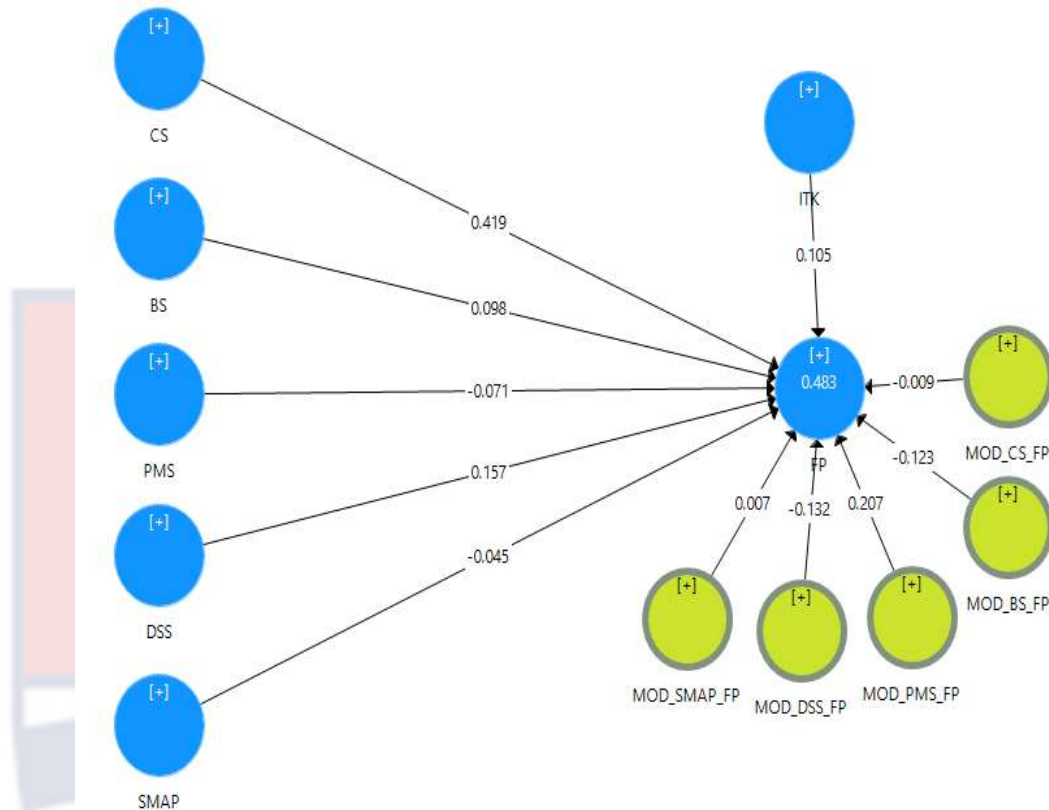 [+]
CS
[+]
BS
[+]
PMS
[+]
DSS
[+]
SMAP
0.419
0.098
-0.071
0.157
-0.045
[+]
ITK
0.105
[+]
0.483
FP
-0.009
[+]
MOD_CS_FP
-0.123
[+]
MOD_BS_FP
0.207
[+]
MOD_PMS_FP
-0.132
[+]
MOD_DSS_FP
0.007
[+]
MOD_SMAP_FP